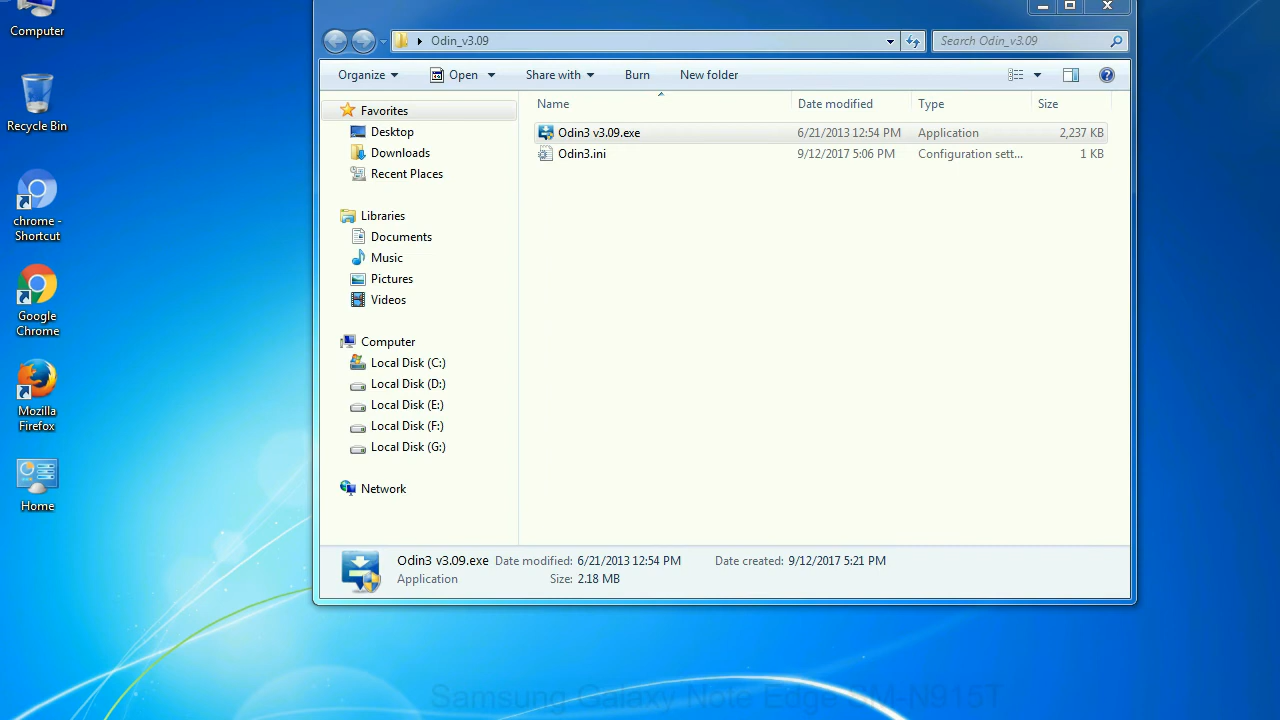 Computer
Recycle Bin
chrome -
Shortcut
Google
Chrome
Mozilla
Firefox
Home
Odin_v3.09
Search Odin_v3.09
Organize
Open
Share with
Burn
New folder
Favorites
Desktop
Downloads
Recent Places
Libraries
Documents
Music
Pictures
Videos
Computer
Local Disk (C:)
Local Disk (D:)
Local Disk (E:)
Local Disk (F:)
Local Disk (G:)
Network
Name Date modified Type Size
Odin3 v3.09.exe 6/21/2013 12:54 PM Application 2,237 KB
Odin3.ini 9/12/2017 5:06 PM Configuration sett... 1 KB
Odin3 v3.09.exe Date modified: 6/21/2013 12:54 PM Date created: 9/12/2017 5:21 PM
Application Size: 2.18 MB
Samsung Galaxy Note Edge SM-N915T